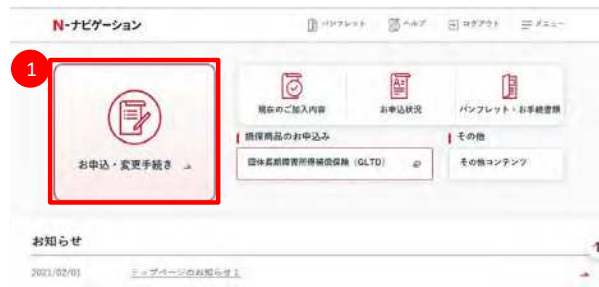 N-ナビゲーション
パンフレット
ヘルプ
ログアウト
メニュー
1
お申込・変更手続き
現在のご加入内容
お申込状況
パンフレット・お手続書類
損保商品のお申込み
団体長期障害所得補償保険（GLTD）
その他
その他コンテンツ
お知らせ
2021/02/01
トップページのお知らせ1